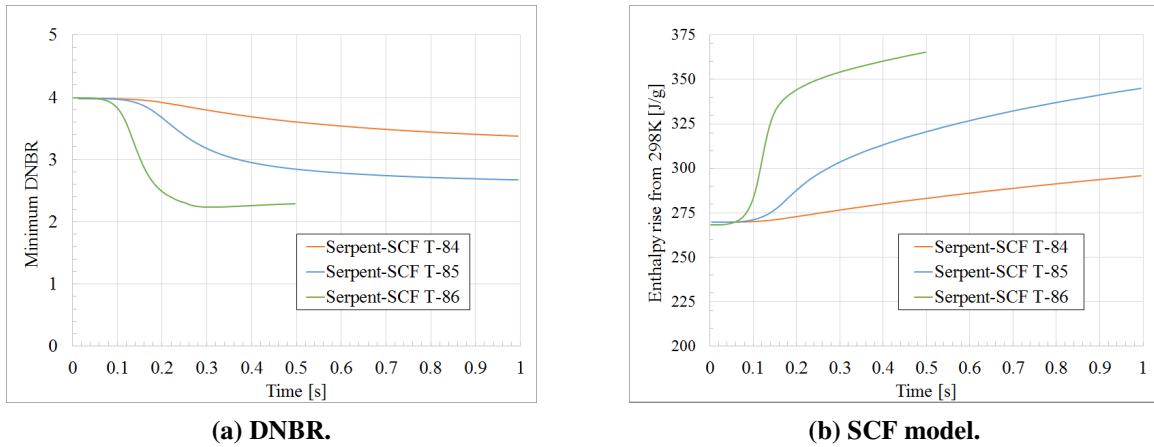 5
4
3
2
1
0
Minimum DNBR
Serpent-SCF T-84
Serpent-SCF T-85
Serpent-SCF T-86
0 0.1 0.2 0.3 0.4 0.5 0.6 0.7 0.8 0.9 1
Time [s]
(a) DNBR.
375
350
325
300
275
250
225
200
Enthalpy rise from 298K [J/g]
Serpent-SCF T-84
Serpent-SCF T-85
Serpent-SCF T-86
0 0.1 0.2 0.3 0.4 0.5 0.6 0.7 0.8 0.9 1
Time [s]
(b) SCF model.